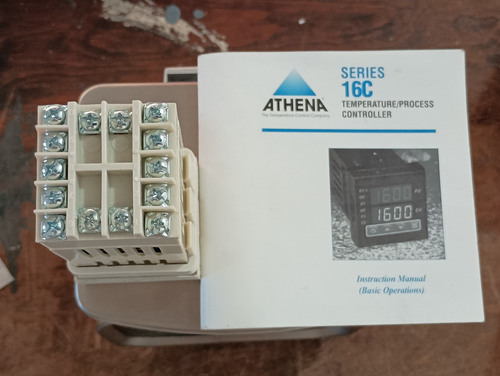 ATHENA
The Temperature Control Company
SERIES
16C
TEMPERATURE/PROCESS
CONTROLLER
1600
1600
Instruction Manual
(Basic Operations)